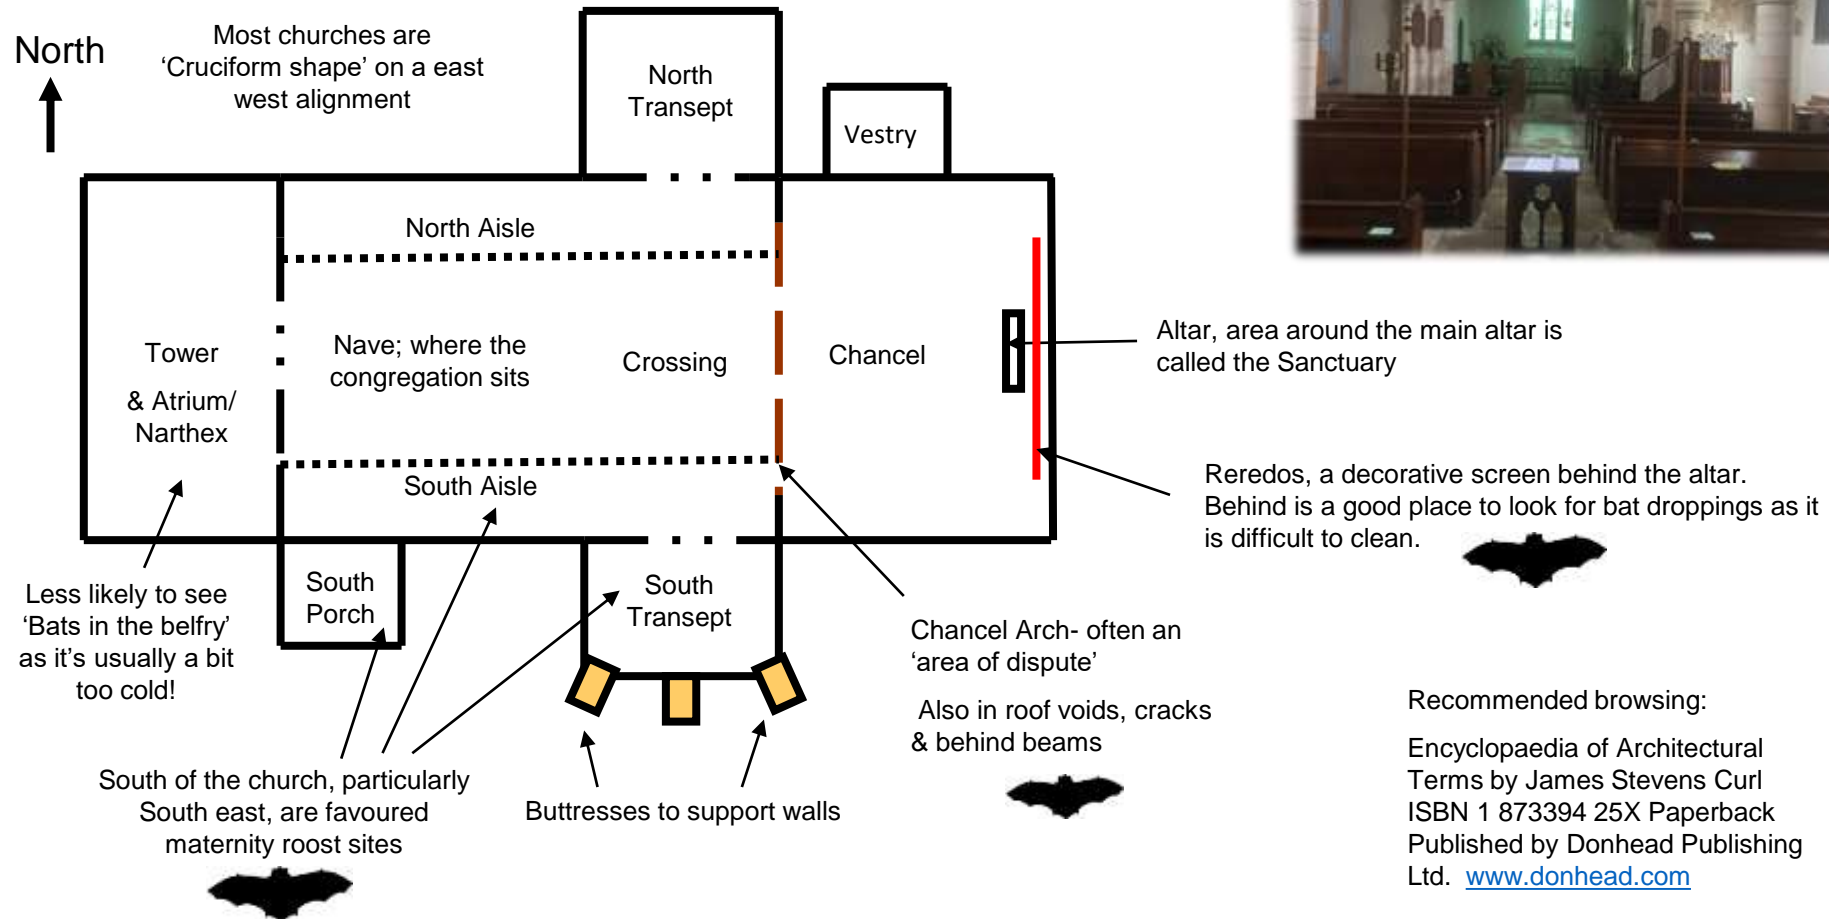 North
Most churches are
‘Cruciform shape’ on a east
west alignment
North
Transept
Vestry
North Aisle
Tower
& Atrium/
Narthex
Nave; where the
congregation sits
Crossing
Chancel
Altar, area around the main altar is
called the Sanctuary
South Aisle
Reredos, a decorative screen behind the altar.
Behind is a good place to look for bat droppings as it
is difficult to clean.
South
Porch
South
Transept
Less likely to see
‘Bats in the belfry’
as it’s usually a bit
too cold!
Chancel Arch- often an
‘area of dispute’
Also in roof voids, cracks
& behind beams
South of the church, particularly
South east, are favoured
maternity roost sites
Buttresses to support walls
Recommended browsing:
Encyclopaedia of Architectural
Terms by James Stevens Curl
ISBN 1 873394 25X Paperback
Published by Donhead Publishing
Ltd. www.donhead.com